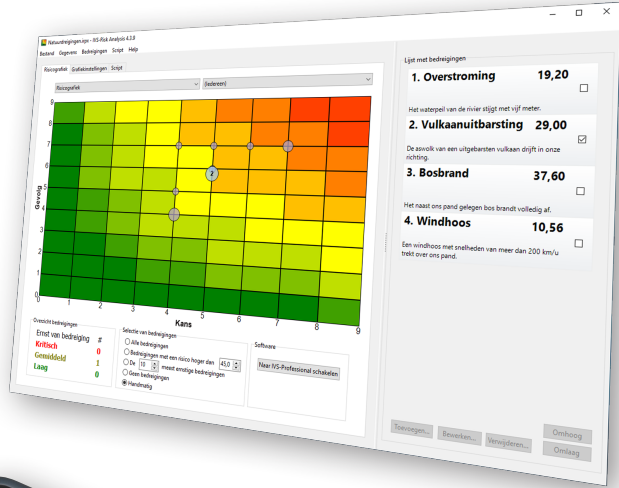 Natuurdreigingen.irps - IVS-Risk Analysis 4.3.9
Bestand Gegevens Bedreigingen Script Help
Risicografiek Grafiekinstellingen Script
Risicografiek
(Iedereen)
9
8
7
6
5
4
3
2
1
0
Gevolg
2
0 1 2 3 4 5 6 7 8 9
Kans
Overzicht bedreigingen
Ernst van bedreiging #
Kritisch 0
Gemiddeld 1
Laag 0
Selectie van bedreigingen
Alle bedreigingen
Bedreigingen met een risico hoger dan 45,0
De 10 meest ernstige bedreigingen
Geen bedreigingen
Handmatig
Software
Naar IVS-Professional schakelen
Lijst met bedreigingen
1. Overstroming 19,20
Het waterpeil van de rivier stijgt met vijf meter.
2. Vulkaanuitbarsting 29,00
De aswolk van een uitgebarsten vulkaan drijft in onze
richting.
3. Bosbrand 37,60
Het naast ons pand gelegen bos brandt volledig af.
4. Windhoos 10,56
Een windhoos met snelheden van meer dan 200 km/u
trekt over ons pand.
Toevoegen... Bewerken... Verwijderen...
Omhoog
Omlaag